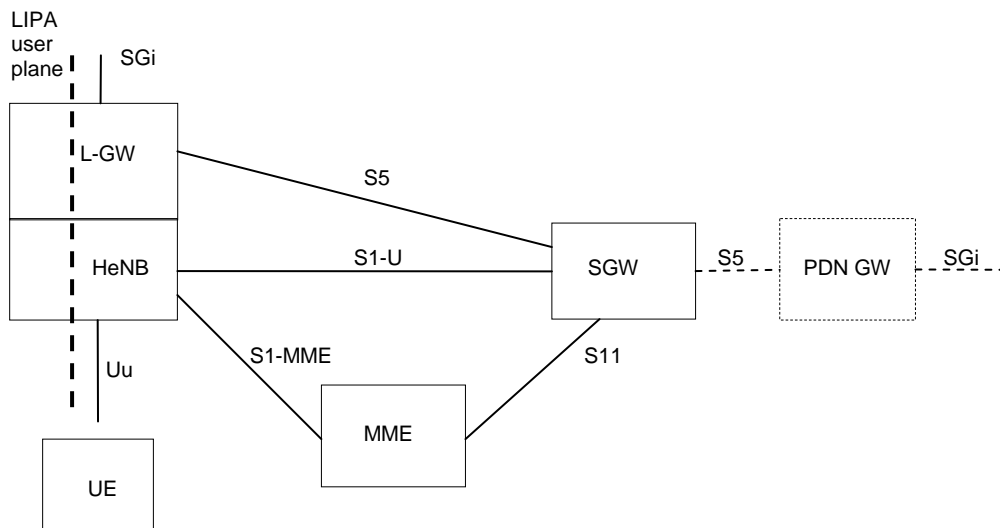 LIPA
user
plane
SGi
L-GW
S5
HeNB
S1-U
SGW
S5
PDN GW
SGi
Uu
S1-MME
S11
MME
UE